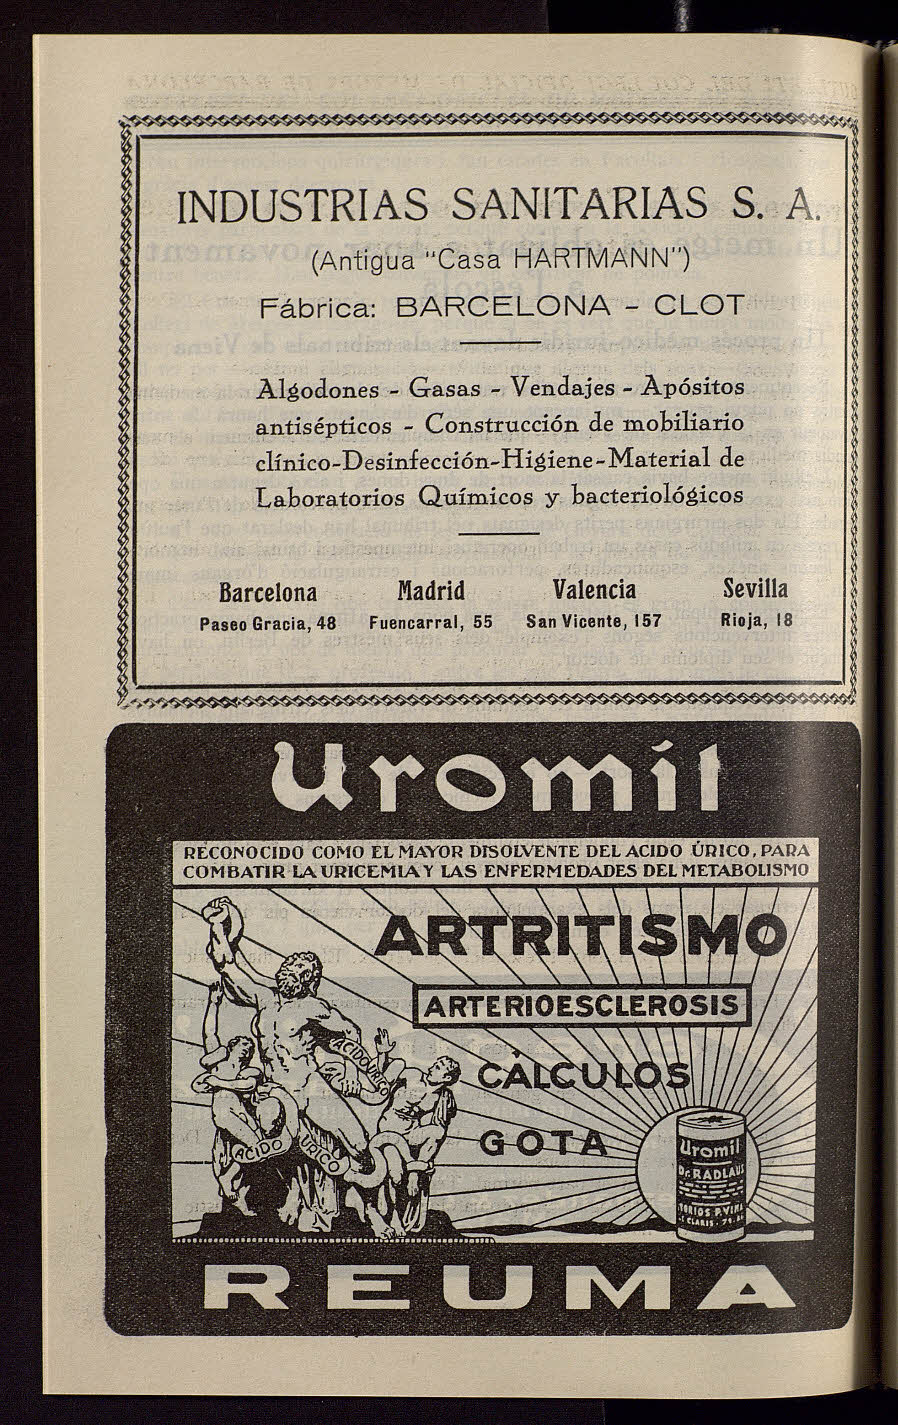 INDUSTRIAS SANITARIAS S. A.
(Antigua "Casa HARTMANN")
Fábrica: BARCELONA - CLOT
Algodones - Gasas - Vendajes - Apósitos
antisépticos - Construcción de mobiliario
clínico-Desinfección-Higiene-Material de
Laboratorios Químicos y bacteriológicos
Barcelona Madrid Valencia Sevilla
Paseo Gracia, 48 Fuencarral, 55 San Vicente, 157 Rioja, 18
Uromil
RECONOCIDO COMO EL MAYOR DISOLVENTE DEL ACIDO ÚRICO, PARA
COMBATIR LA URICEMIA Y LAS ENFERMEDADES DEL METABOLISMO
ARTRITISMO
ARTERIOESCLEROSIS
ACIDO URICO
CÁLCULOS
GOTA
ACIDO URICO
Uromil
Dr. RADLAUE
REUMA